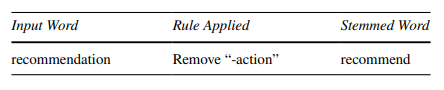 Input Word Rule Applied Stemmed Word
recommendation Remove “-action” recommend